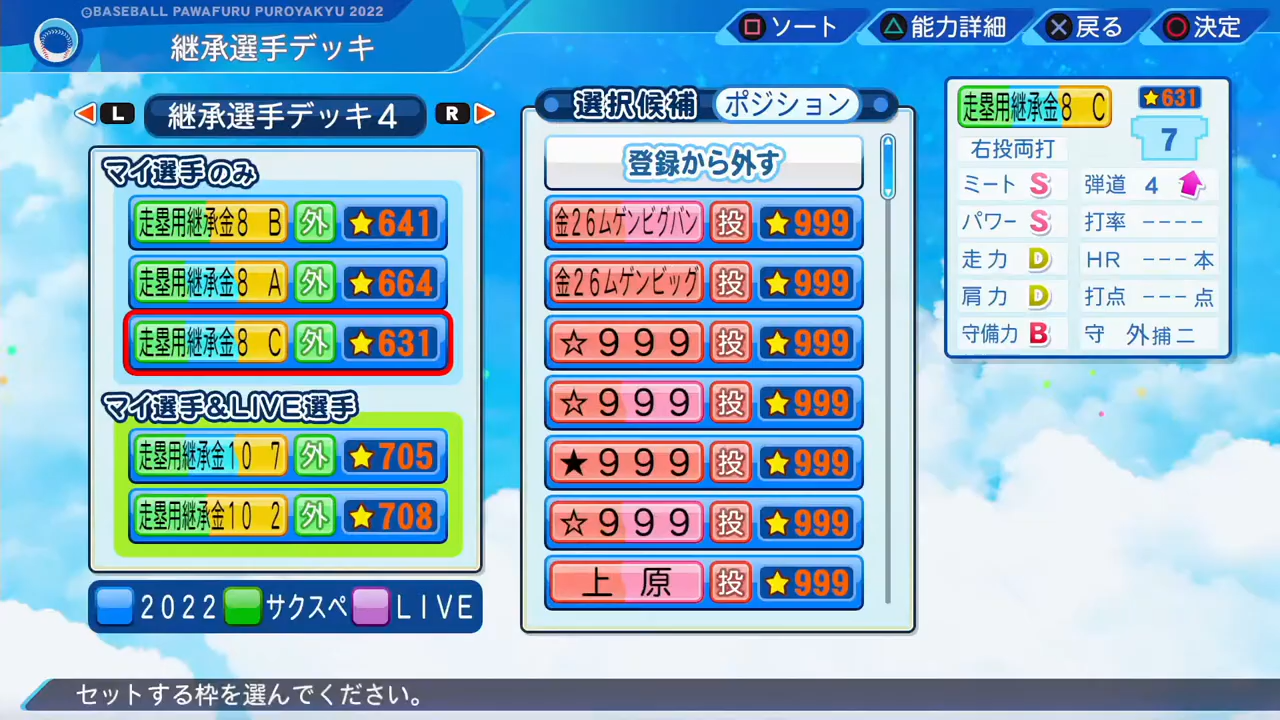 ©BASEBALL PAWAFURU PUROYAKYU 2022
継承選手デッキ
□ソート △能力詳細 ×戻る ○決定
L 継承選手デッキ4 R
マイ選手のみ
走塁用継承金8 B 外 ★641
走塁用継承金8 A 外 ★664
走塁用継承金8 C 外 ★631
マイ選手&LIVE選手
走塁用継承金10 7 外 ★705
走塁用継承金10 2 外 ★708
2022 サクスペ LIVE
選択候補 ポジション
登録から外す
金26ムゲンビグバン 投 ★999
金26ムゲンビッグ 投 ★999
☆999 投 ★999
☆999 投 ★999
★999 投 ★999
☆999 投 ★999
上原 投 ★999
走塁用継承金8 C ★631
7
右投両打
ミート S 弾道 4
パワー S 打率 ----
走力 D HR ---本
肩力 D 打点 ---点
守備力 B 守 外捕二
セットする枠を選んでください。